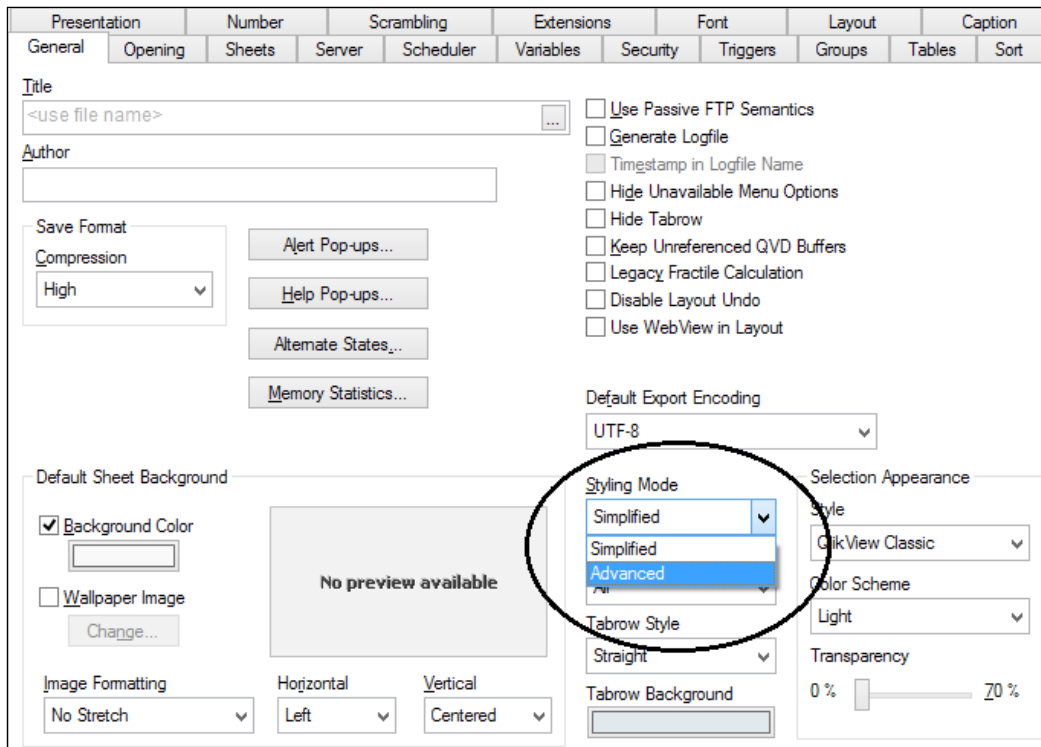 Presentation Number Scrambling Extensions Font Layout Caption
General Opening Sheets Server Scheduler Variables Security Triggers Groups Tables Sort
Title
<use file name>
...
Author
Save Format
Compression
High
Alert Pop-ups...
Help Pop-ups...
Alternate States...
Memory Statistics...
Use Passive FTP Semantics
Generate Logfile
Timestamp in Logfile Name
Hide Unavailable Menu Options
Hide Tabrow
Keep Unreferenced QVD Buffers
Legacy Fractile Calculation
Disable Layout Undo
Use WebView in Layout
Default Export Encoding
UTF-8
Default Sheet Background
Background Color
Wallpaper Image
Change...
No preview available
Image Formatting
No Stretch
Horizontal
Left
Vertical
Centered
Styling Mode
Simplified
Simplified
Advanced
All
Tabrow Style
Straight
Tabrow Background
Selection Appearance
Style
QlikView Classic
Color Scheme
Light
Transparency
0 % 70 %